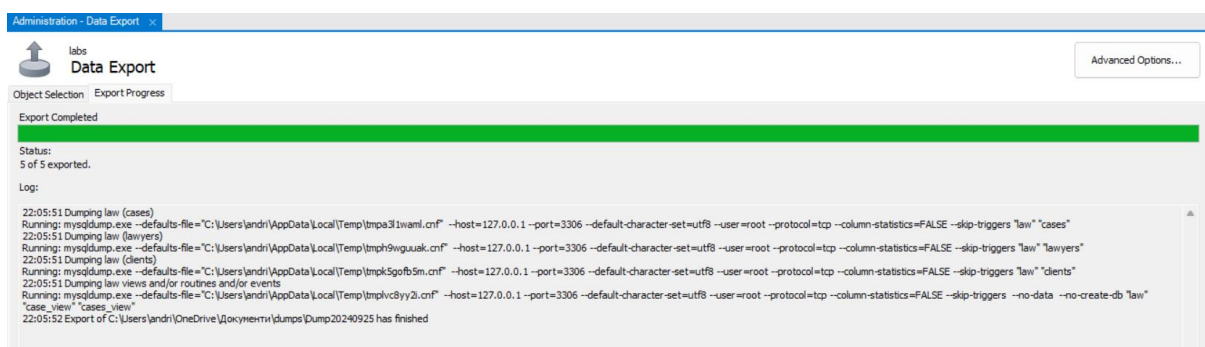 Administration - Data Export ×
labs
Data Export
Advanced Options...
Object Selection Export Progress
Export Completed
Status:
5 of 5 exported.
Log:
22:05:51 Dumping law (cases)
Running: mysqldump.exe --defaults-file="C:\Users\andri\AppData\Local\Temp\tmpa3l1waml.cnf" --host=127.0.0.1 --port=3306 --default-character-set=utf8 --user=root --protocol=tcp --column-statistics=FALSE --skip-triggers "law" "cases"
22:05:51 Dumping law (lawyers)
Running: mysqldump.exe --defaults-file="C:\Users\andri\AppData\Local\Temp\tmph9wguuak.cnf" --host=127.0.0.1 --port=3306 --default-character-set=utf8 --user=root --protocol=tcp --column-statistics=FALSE --skip-triggers "law" "lawyers"
22:05:51 Dumping law (clients)
Running: mysqldump.exe --defaults-file="C:\Users\andri\AppData\Local\Temp\tmpk5gofb5m.cnf" --host=127.0.0.1 --port=3306 --default-character-set=utf8 --user=root --protocol=tcp --column-statistics=FALSE --skip-triggers "law" "clients"
22:05:51 Dumping law views and/or routines and/or events
Running: mysqldump.exe --defaults-file="C:\Users\andri\AppData\Local\Temp\tmplvc8yy2i.cnf" --host=127.0.0.1 --port=3306 --default-character-set=utf8 --user=root --protocol=tcp --column-statistics=FALSE --skip-triggers --no-data --no-create-db "law"
"case_view" "cases_view"
22:05:52 Export of C:\Users\andri\OneDrive\Документи\dumps\Dump20240925 has finished